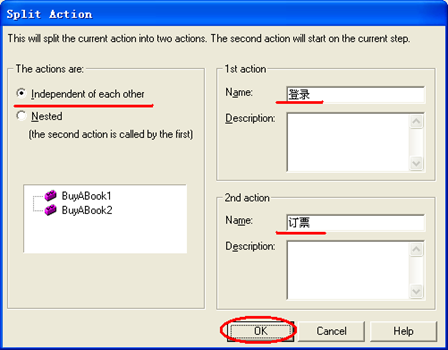 Split Action
This will split the current action into two actions. The second action will start on the current step.
The actions are:
Independent of each other
Nested
(the second action is called by the first)
BuyABook1
BuyABook2
1st action
Name: 登录
Description:
2nd action
Name: 订票
Description:
OK Cancel Help